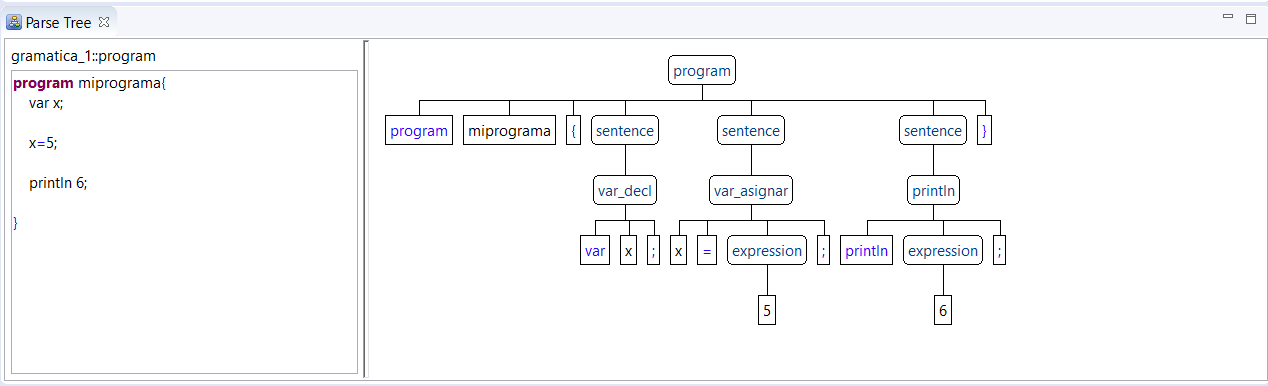 Parse Tree
gramatica_1::program
program miprograma{
var x;
x=5;
println 6;
}
program
program miprograma { sentence sentence sentence }
var_decl var_asignar println
var x ; x = expression ; println expression ;
5 6